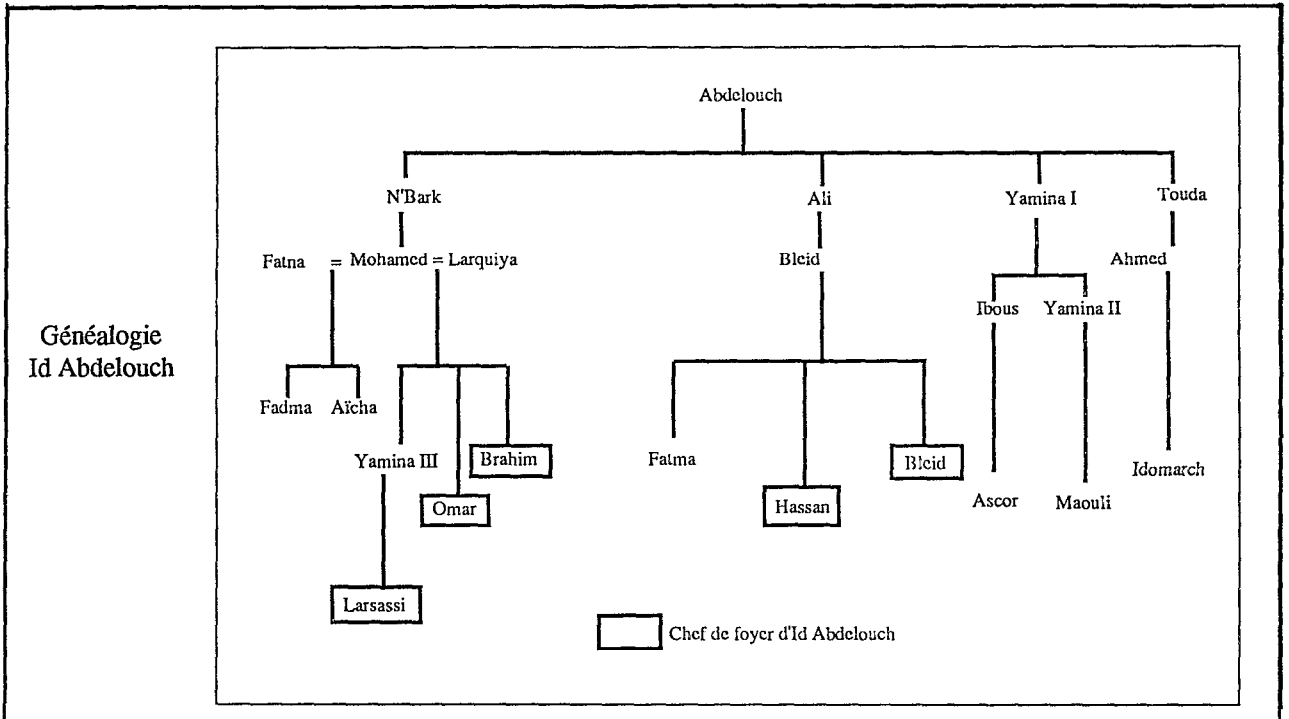 Généalogie
Id Abdelouch
Abdelouch
N'Bark Ali Yamina I Touda
Fatna = Mohamed = Larquiya Bleid Ahmed
Ibous Yamina II
Fadma Aïcha
Yamina III Brahim Fatma Bleid Idomarch
Omar Hassan Ascor Maouli
Larsassi
Chef de foyer d'Id Abdelouch